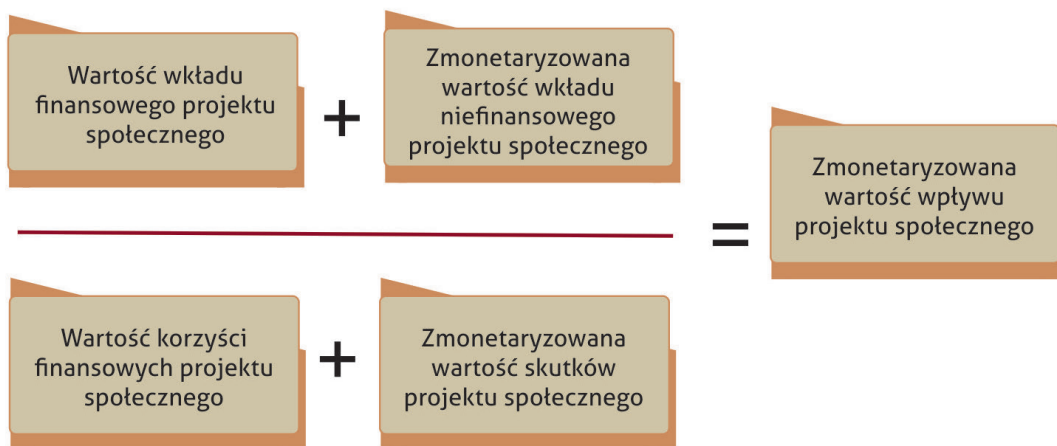 Wartość wkładu
finansowego projektu
społecznego
+
Zmonetaryzowana
wartość wkładu
niefinansowego
projektu społecznego
=
Zmonetaryzowana
wartość wpływu
projektu społecznego
Wartość korzyści
finansowych projektu
społecznego
+
Zmonetaryzowana
wartość skutków
projektu społecznego